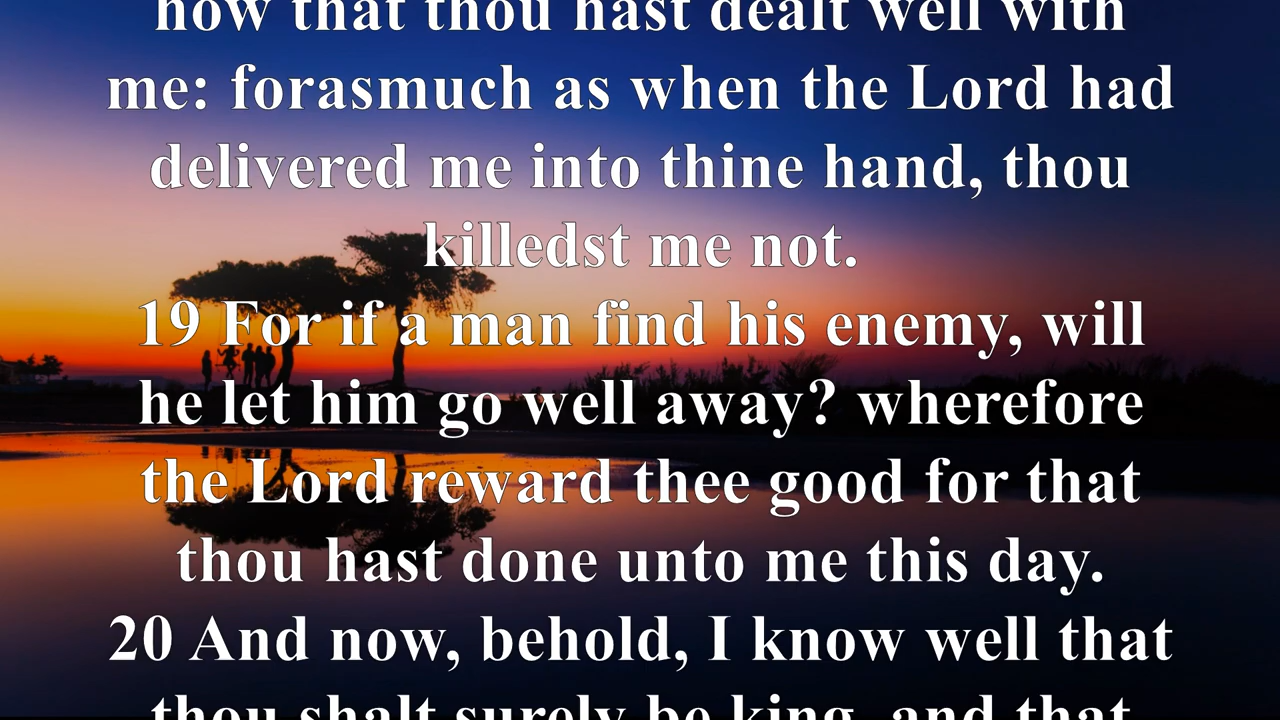 how that thou hast dealt well with
me: forasmuch as when the Lord had
delivered me into thine hand, thou
killedst me not.
19 For if a man find his enemy, will
he let him go well away? wherefore
the Lord reward thee good for that
thou hast done unto me this day.
20 And now, behold, I know well that
thou shalt surely be king, and that